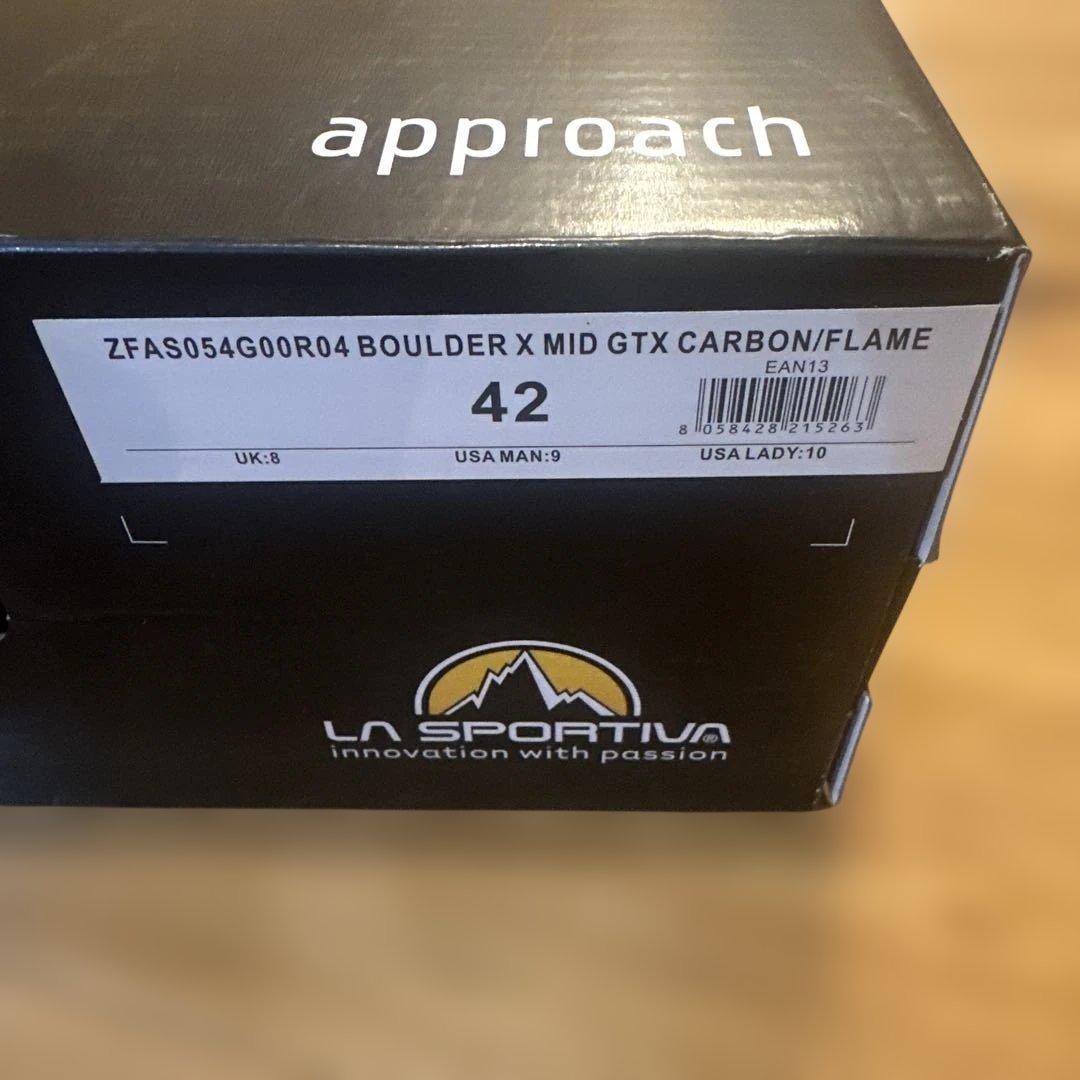 approach
ZFAS054G00R04 BOULDER X MID GTX CARBON/FLAME
EAN13
42
8 058428 215263
UK:8 USA MAN:9 USA LADY:10
LA SPORTIVA®
innovation with passion